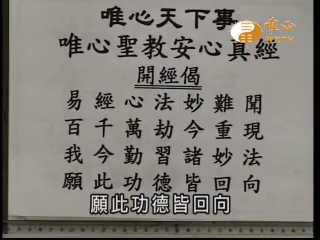 唯心天下事
唯心
唯心聖教安心真經
開經偈
易經心法妙難聞
百千萬劫今重現
我今勤習諸妙法
願此功德皆回向
願此功德皆回向